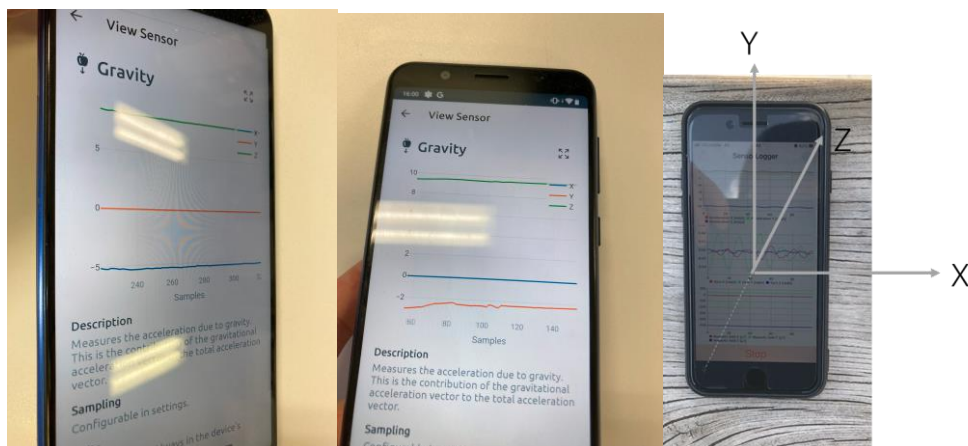 View Sensor
Gravity
X
Y
Z
5
0
-5
240
260
280
300
Samples
Description
Measures the acceleration due to gravity.
This is the contribution of the gravitational
vector.
Sampling
Configurable in settings.
16:00
View Sensor
Gravity
10
8
X
Y
Z
2
0
-2
60
80
100
120
140
Samples
Description
Measures the acceleration due to gravity.
This is the contribution of the gravitational
acceleration vector to the total acceleration
vector.
Sampling
Y
Z
X
Logger
Stop